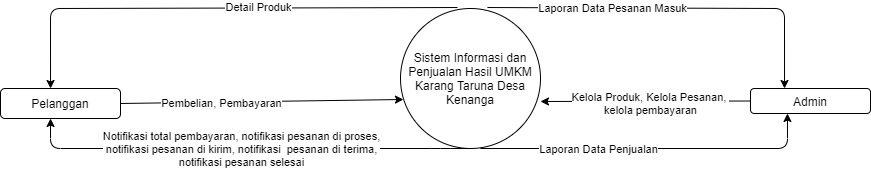 Detail Produk
Laporan Data Pesanan Masuk
Sistem Informasi dan
Penjualan Hasil UMKM
Karang Taruna Desa
Kenanga
Pelanggan
Pembelian, Pembayaran
Kelola Produk, Kelola Pesanan,
kelola pembayaran
Admin
Notifikasi total pembayaran, notifikasi pesanan di proses,
notifikasi pesanan di kirim, notifikasi pesanan di terima,
notifikasi pesanan selesai
Laporan Data Penjualan